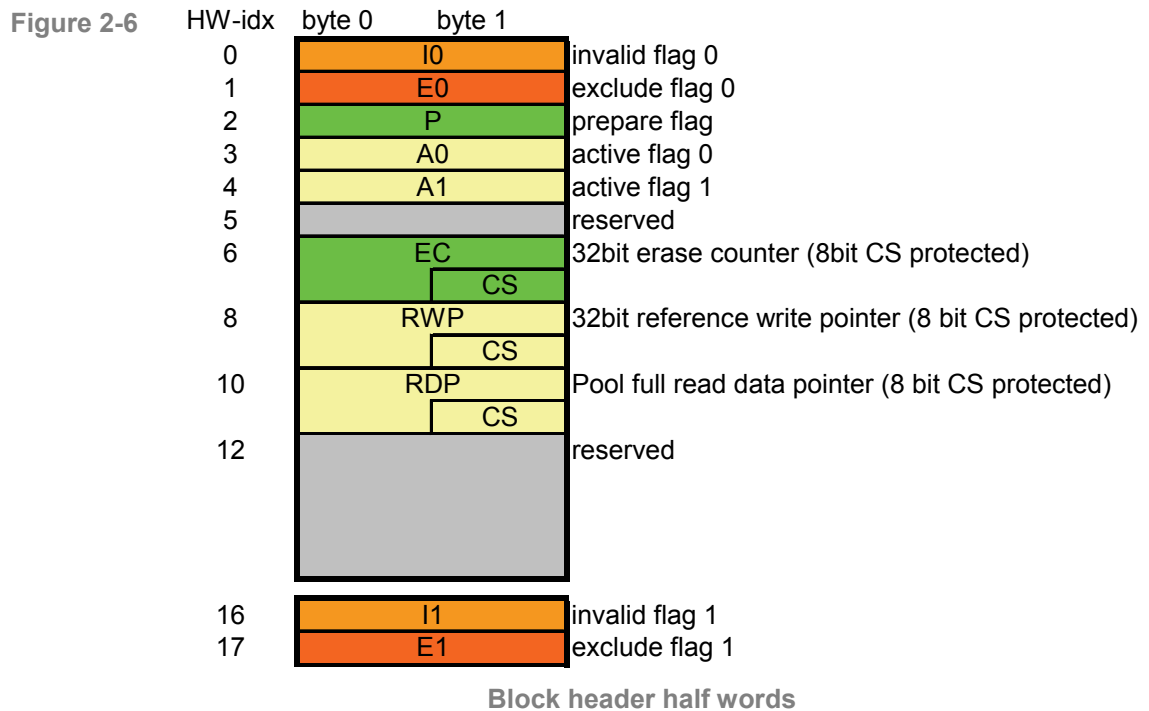 Figure 2-6 HW-idx byte 0 byte 1
0 I0 invalid flag 0
1 E0 exclude flag 0
2 P prepare flag
3 A0 active flag 0
4 A1 active flag 1
5 reserved
6 EC 32bit erase counter (8bit CS protected)
CS
8 RWP 32bit reference write pointer (8 bit CS protected)
CS
10 RDP Pool full read data pointer (8 bit CS protected)
CS
12 reserved
16 I1 invalid flag 1
17 E1 exclude flag 1
Block header half words